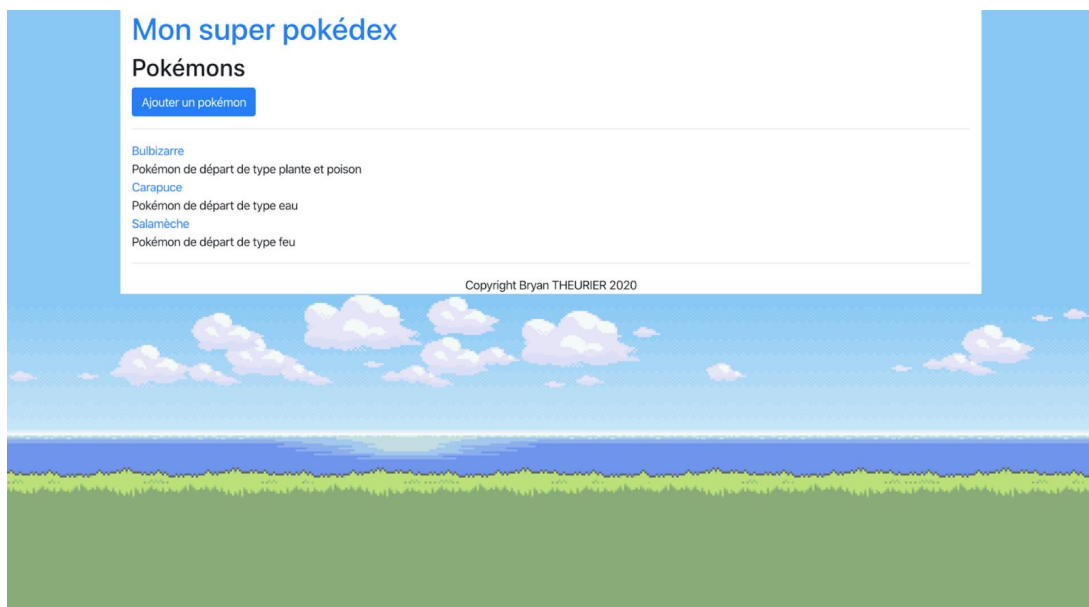 Mon super pokédex
Pokémons
Ajouter un pokémon
Bulbizarre
Pokémon de départ de type plante et poison
Carapuce
Pokémon de départ de type eau
Salamèche
Pokémon de départ de type feu
Copyright Bryan THEURIER 2020